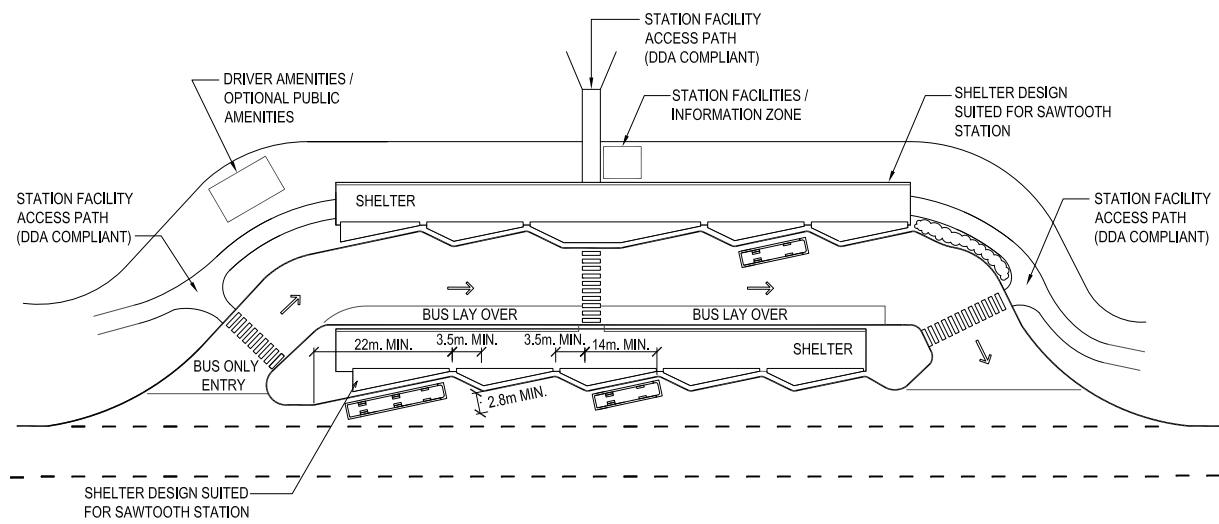 STATION FACILITY
ACCESS PATH
(DDA COMPLIANT)
DRIVER AMENITIES /
OPTIONAL PUBLIC
AMENITIES
STATION FACILITIES /
INFORMATION ZONE
SHELTER DESIGN
SUITED FOR SAWTOOTH
STATION
STATION FACILITY
ACCESS PATH
(DDA COMPLIANT)
SHELTER
STATION FACILITY
ACCESS PATH
(DDA COMPLIANT)
BUS LAY OVER
BUS LAY OVER
22m. MIN.
3.5m. MIN.
3.5m. MIN.
14m. MIN.
SHELTER
BUS ONLY
ENTRY
2.8m MIN.
SHELTER DESIGN SUITED
FOR SAWTOOTH STATION